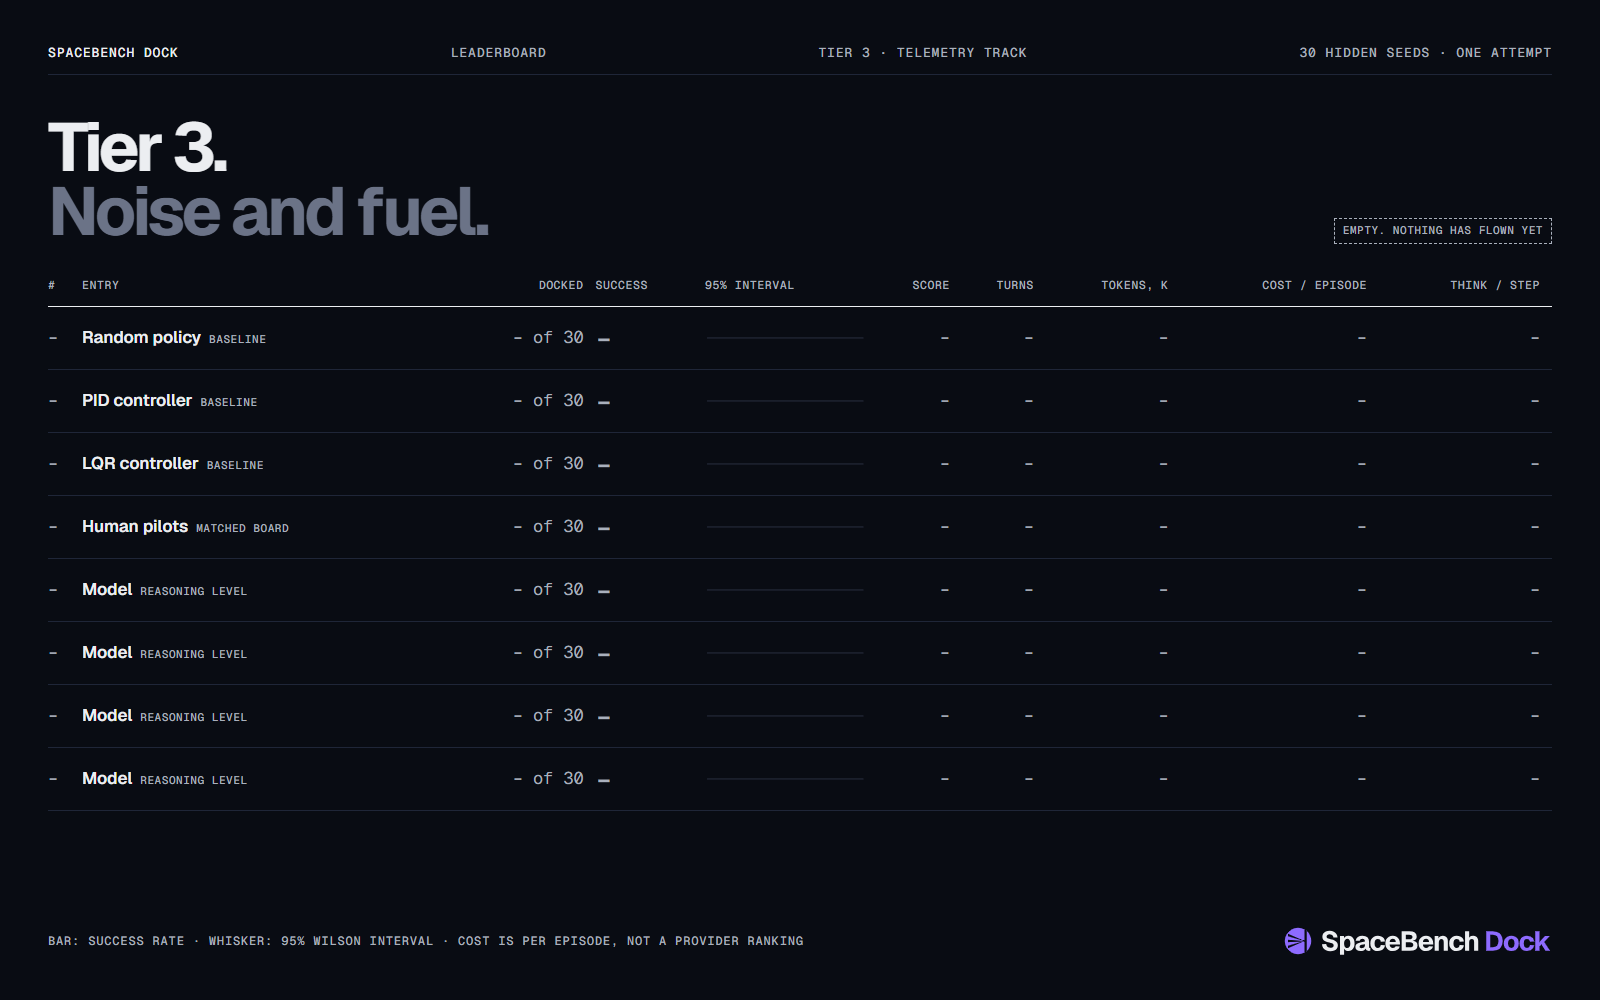 SPACEBENCH DOCK LEADERBOARD TIER 3 · TELEMETRY TRACK 30 HIDDEN SEEDS · ONE ATTEMPT
Tier 3.
Noise and fuel.
EMPTY. NOTHING HAS FLOWN YET
# ENTRY DOCKED SUCCESS 95% INTERVAL SCORE TURNS TOKENS, K COST / EPISODE THINK / STEP
– Random policy BASELINE – of 30 – – – – – –
– PID controller BASELINE – of 30 – – – – – –
– LQR controller BASELINE – of 30 – – – – – –
– Human pilots MATCHED BOARD – of 30 – – – – – –
– Model REASONING LEVEL – of 30 – – – – – –
– Model REASONING LEVEL – of 30 – – – – – –
– Model REASONING LEVEL – of 30 – – – – – –
– Model REASONING LEVEL – of 30 – – – – – –
BAR: SUCCESS RATE · WHISKER: 95% WILSON INTERVAL · COST IS PER EPISODE, NOT A PROVIDER RANKING
SpaceBench Dock